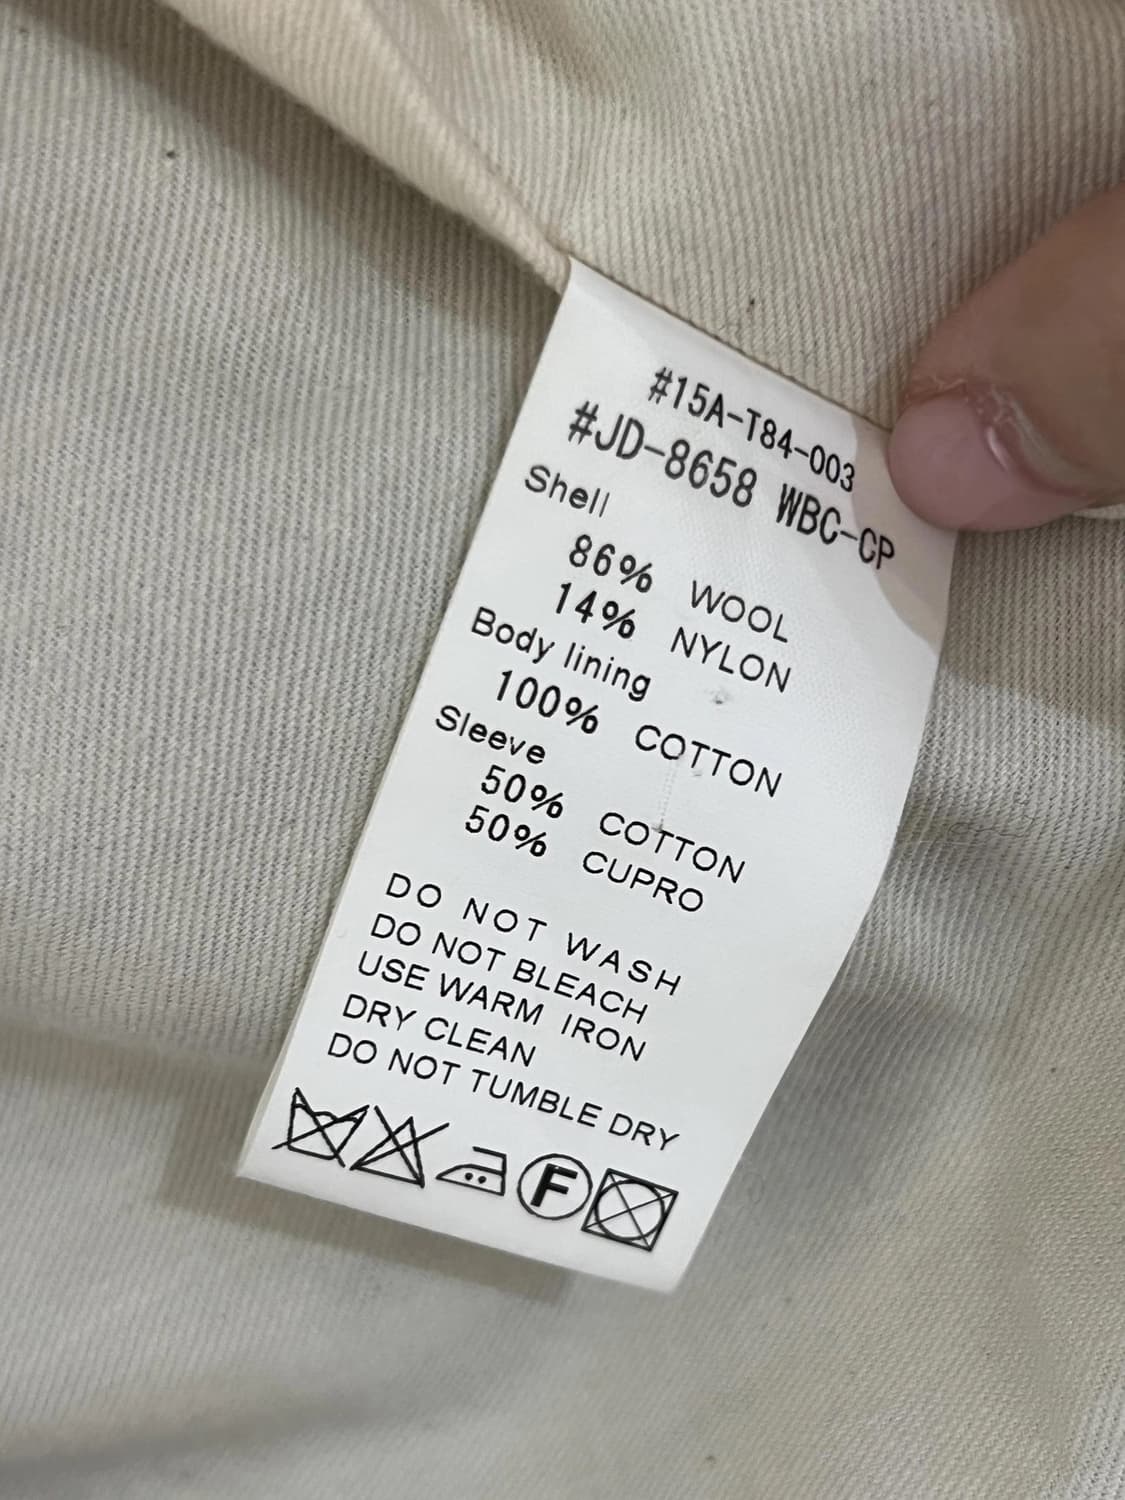 #15A-T84-003
#JD-8658 WBC-CP
Shell
86% WOOL
14% NYLON
Body lining
100% COTTON
Sleeve
50% COTTON
50% CUPRO
DO NOT WASH
DO NOT BLEACH
USE WARM IRON
DRY CLEAN
DO NOT TUMBLE DRY
F